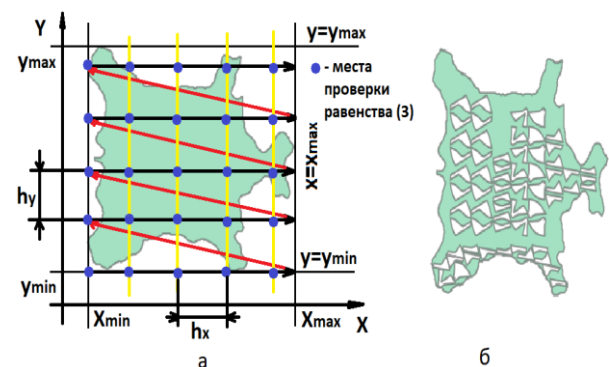 Y
y=ymax
ymax
- места
проверки
равенства (3)
x=xmax
hy
y=ymin
ymin
Xmin
hx
Xmax
X
а
б